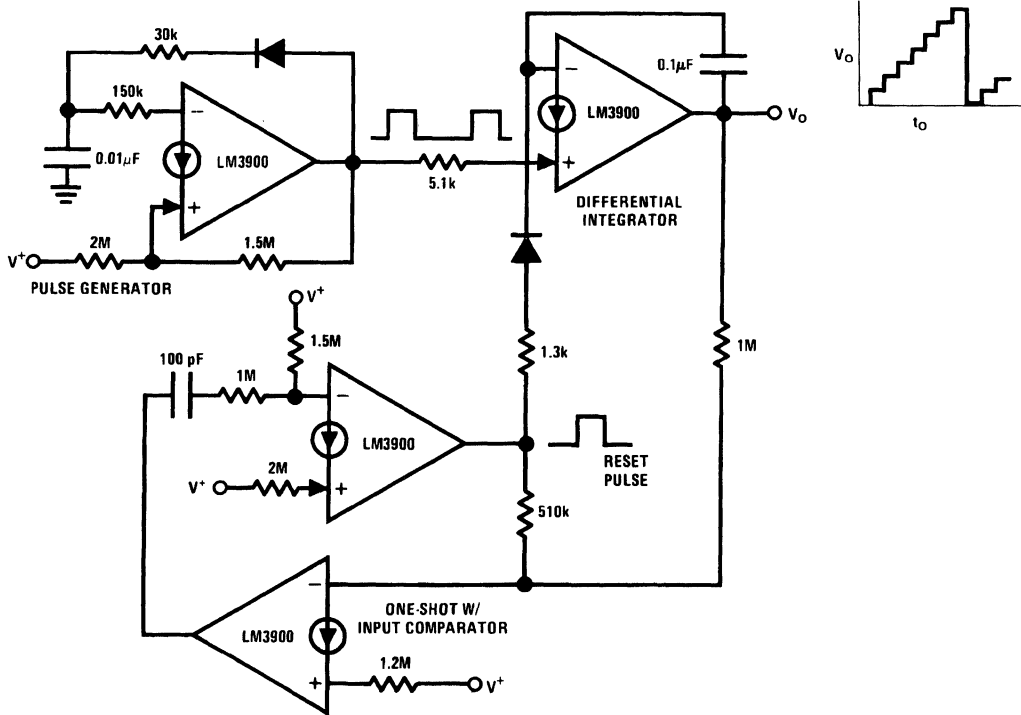 30k
150k
−
LM3900
0.01µF
+
2M
V+
1.5M
PULSE GENERATOR
5.1k
−
LM3900
+
0.1µF
VO
DIFFERENTIAL
INTEGRATOR
VO
tO
V+
1.5M
100 pF
1M
−
LM3900
V+
2M
+
1.3k
1M
RESET
PULSE
510k
−
LM3900
ONE-SHOT W/
INPUT COMPARATOR
+
1.2M
V+